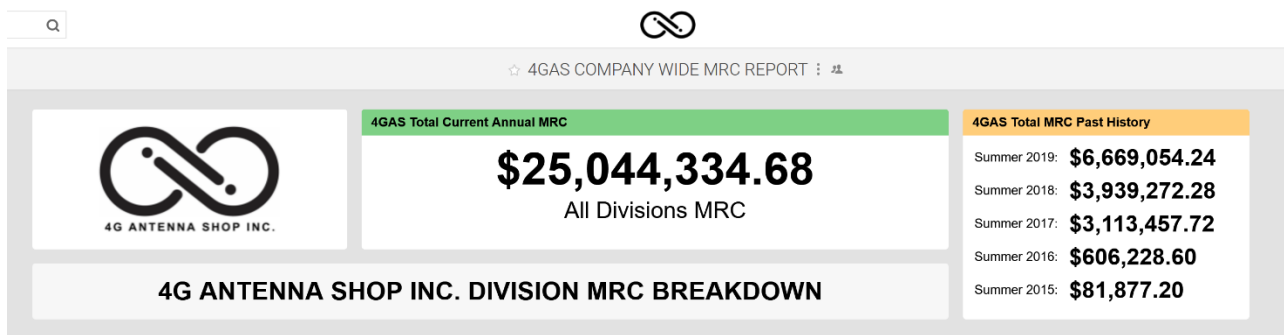 4GAS COMPANY WIDE MRC REPORT
4G ANTENNA SHOP INC.
4GAS Total Current Annual MRC
$25,044,334.68
All Divisions MRC
4G ANTENNA SHOP INC. DIVISION MRC BREAKDOWN
4GAS Total MRC Past History
Summer 2019: $6,669,054.24
Summer 2018: $3,939,272.28
Summer 2017: $3,113,457.72
Summer 2016: $606,228.60
Summer 2015: $81,877.20